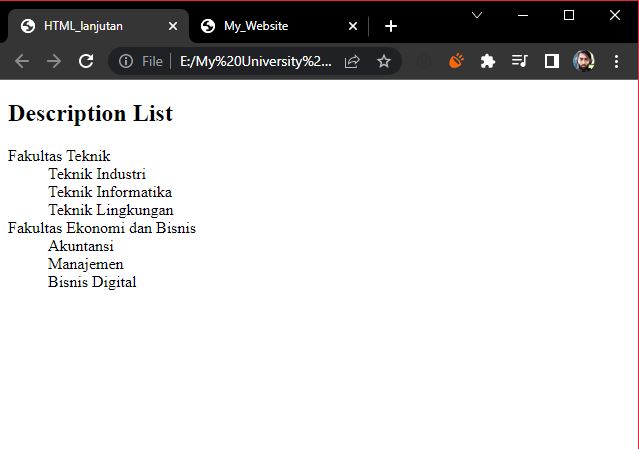 HTML_lanjutan
My_Website
File
E:/My%20University%2...
Description List
Fakultas Teknik
Teknik Industri
Teknik Informatika
Teknik Lingkungan
Fakultas Ekonomi dan Bisnis
Akuntansi
Manajemen
Bisnis Digital